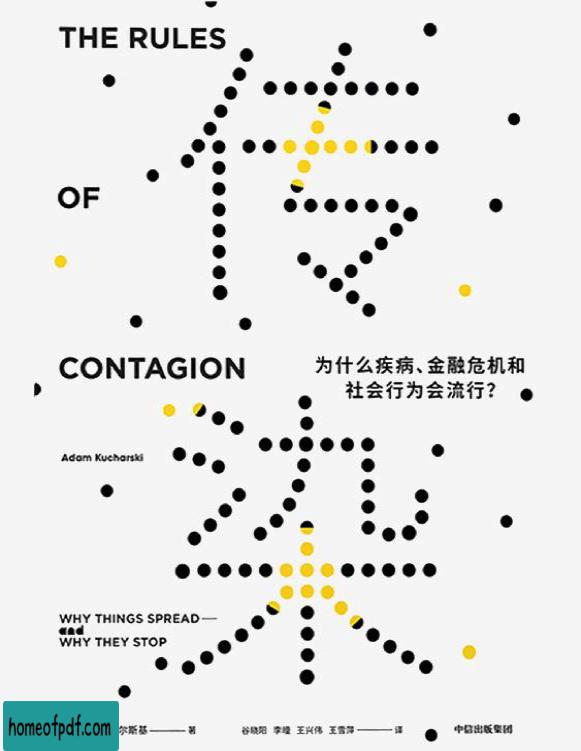 THE RULES
传
OF
CONTAGION
为什么疾病、金融危机和
社会行为会流行?
染
Adam Kucharski
WHY THINGS SPREAD—
and
WHY THEY STOP
尔斯基——著
谷晓阳 李曈 王兴伟 王雪萍——译
中信出版集团
homeofpdf.com